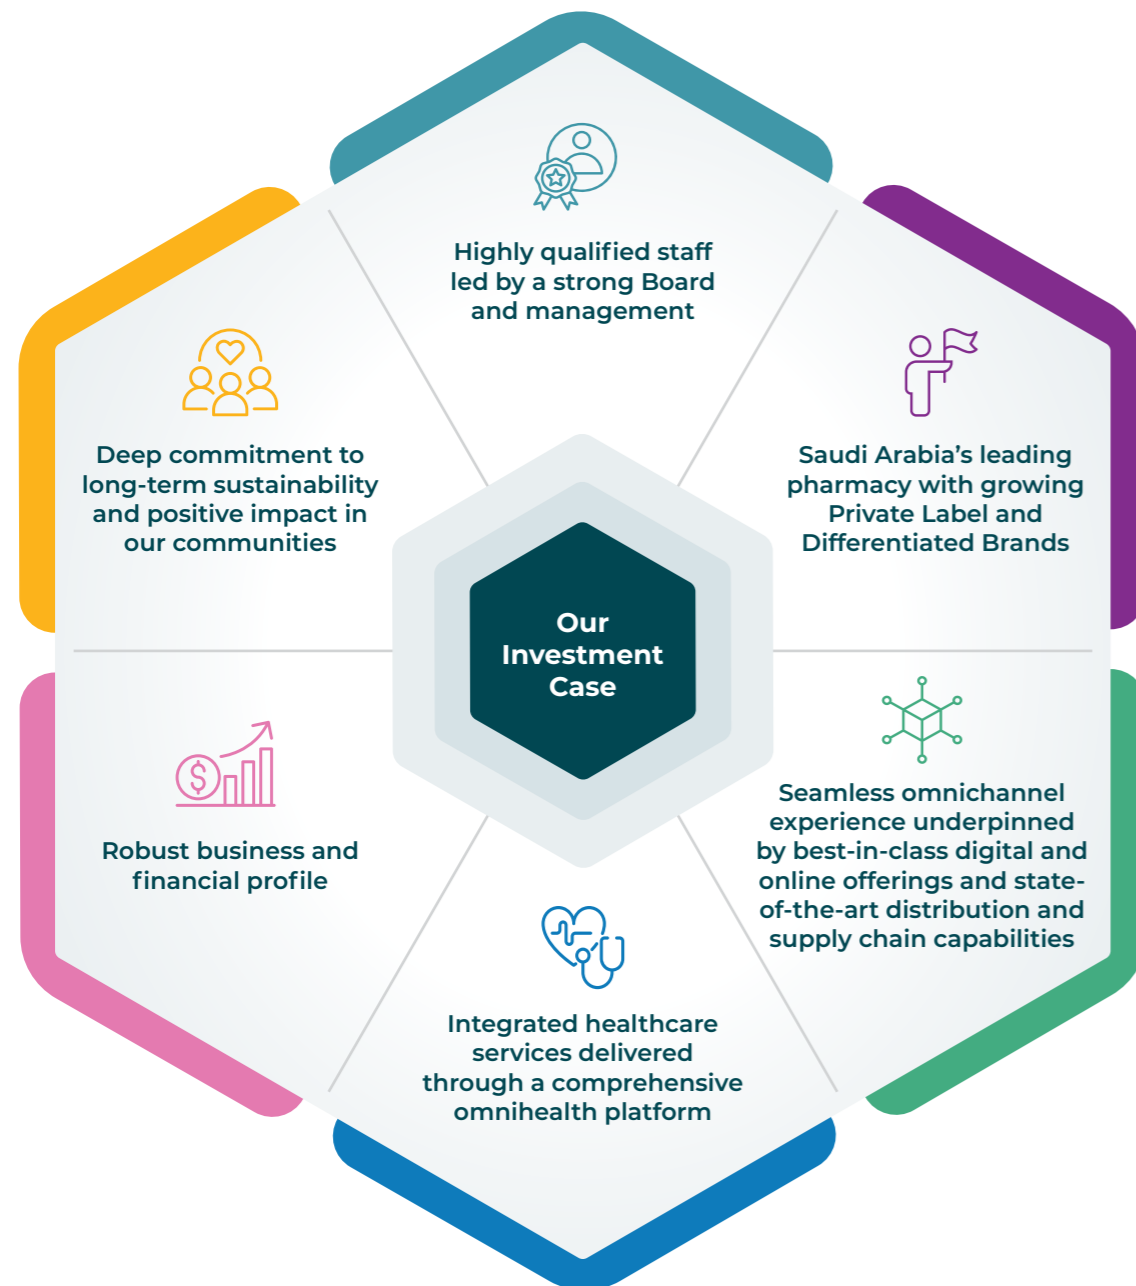 Highly qualified staff
led by a strong Board
and management
Saudi Arabia’s leading
pharmacy with growing
Private Label and
Differentiated Brands
Seamless omnichannel
experience underpinned
by best-in-class digital and
online offerings and state-
of-the-art distribution and
supply chain capabilities
Integrated healthcare
services delivered
through a comprehensive
omnihealth platform
Robust business and
financial profile
Deep commitment to
long-term sustainability
and positive impact in
our communities
Our
Investment
Case
$